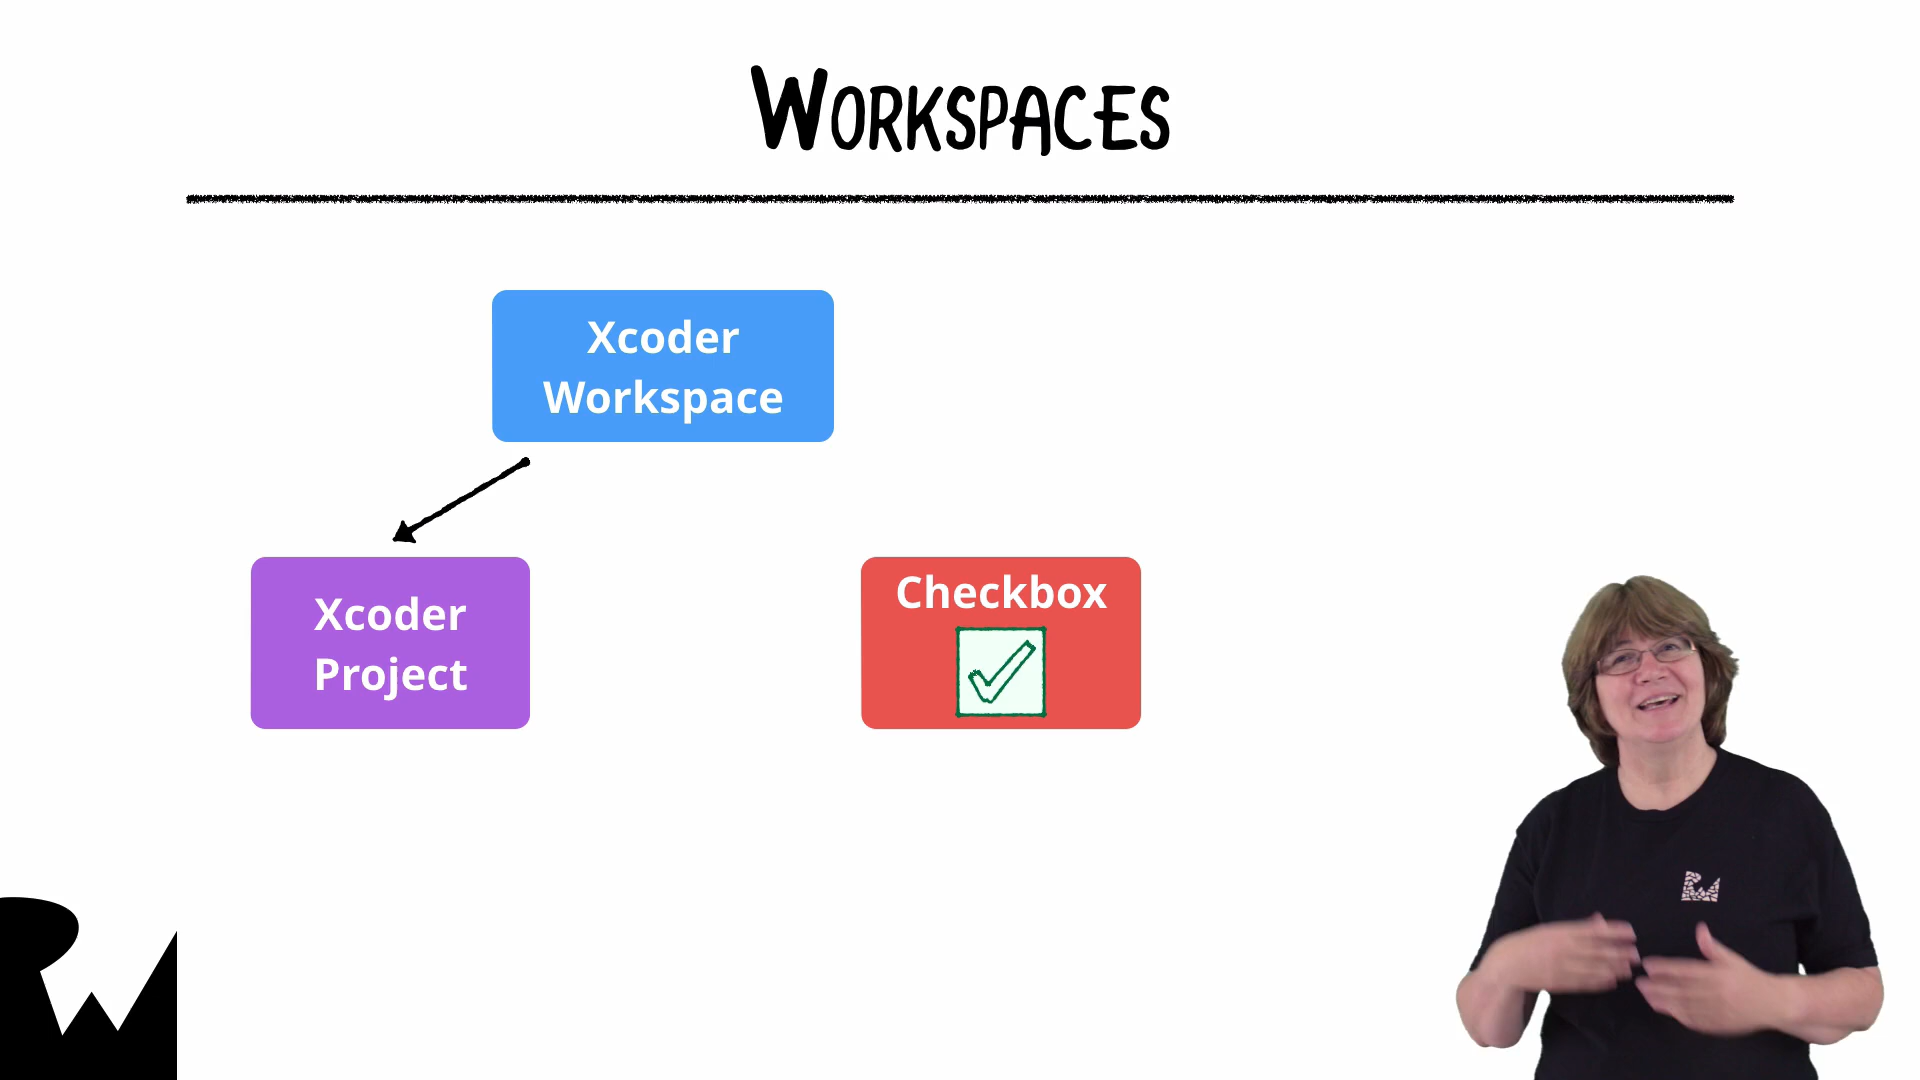 WORKSPACES
Xcoder
Workspace
Xcoder
Project
Checkbox